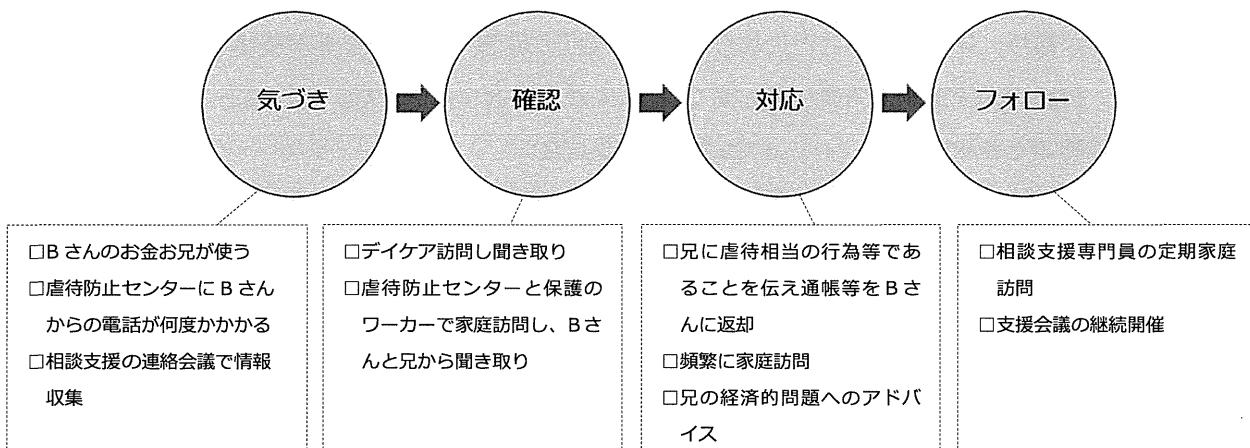 気づき
確認
対応
フォロー
□Bさんのお金お兄が使う
□虐待防止センターにBさん
からの電話が何度かかかる
□相談支援の連絡会議で情報
収集
□デイケア訪問し聞き取り
□虐待防止センターと保護の
ワーカーで家庭訪問し、Bさ
んと兄から聞き取り
□兄に虐待相当の行為等であ
ることを伝え通帳等をBさ
んに返却
□頻繁に家庭訪問
□兄の経済的問題へのアドバ
イス
□相談支援専門員の定期家庭
訪問
□支援会議の継続開催